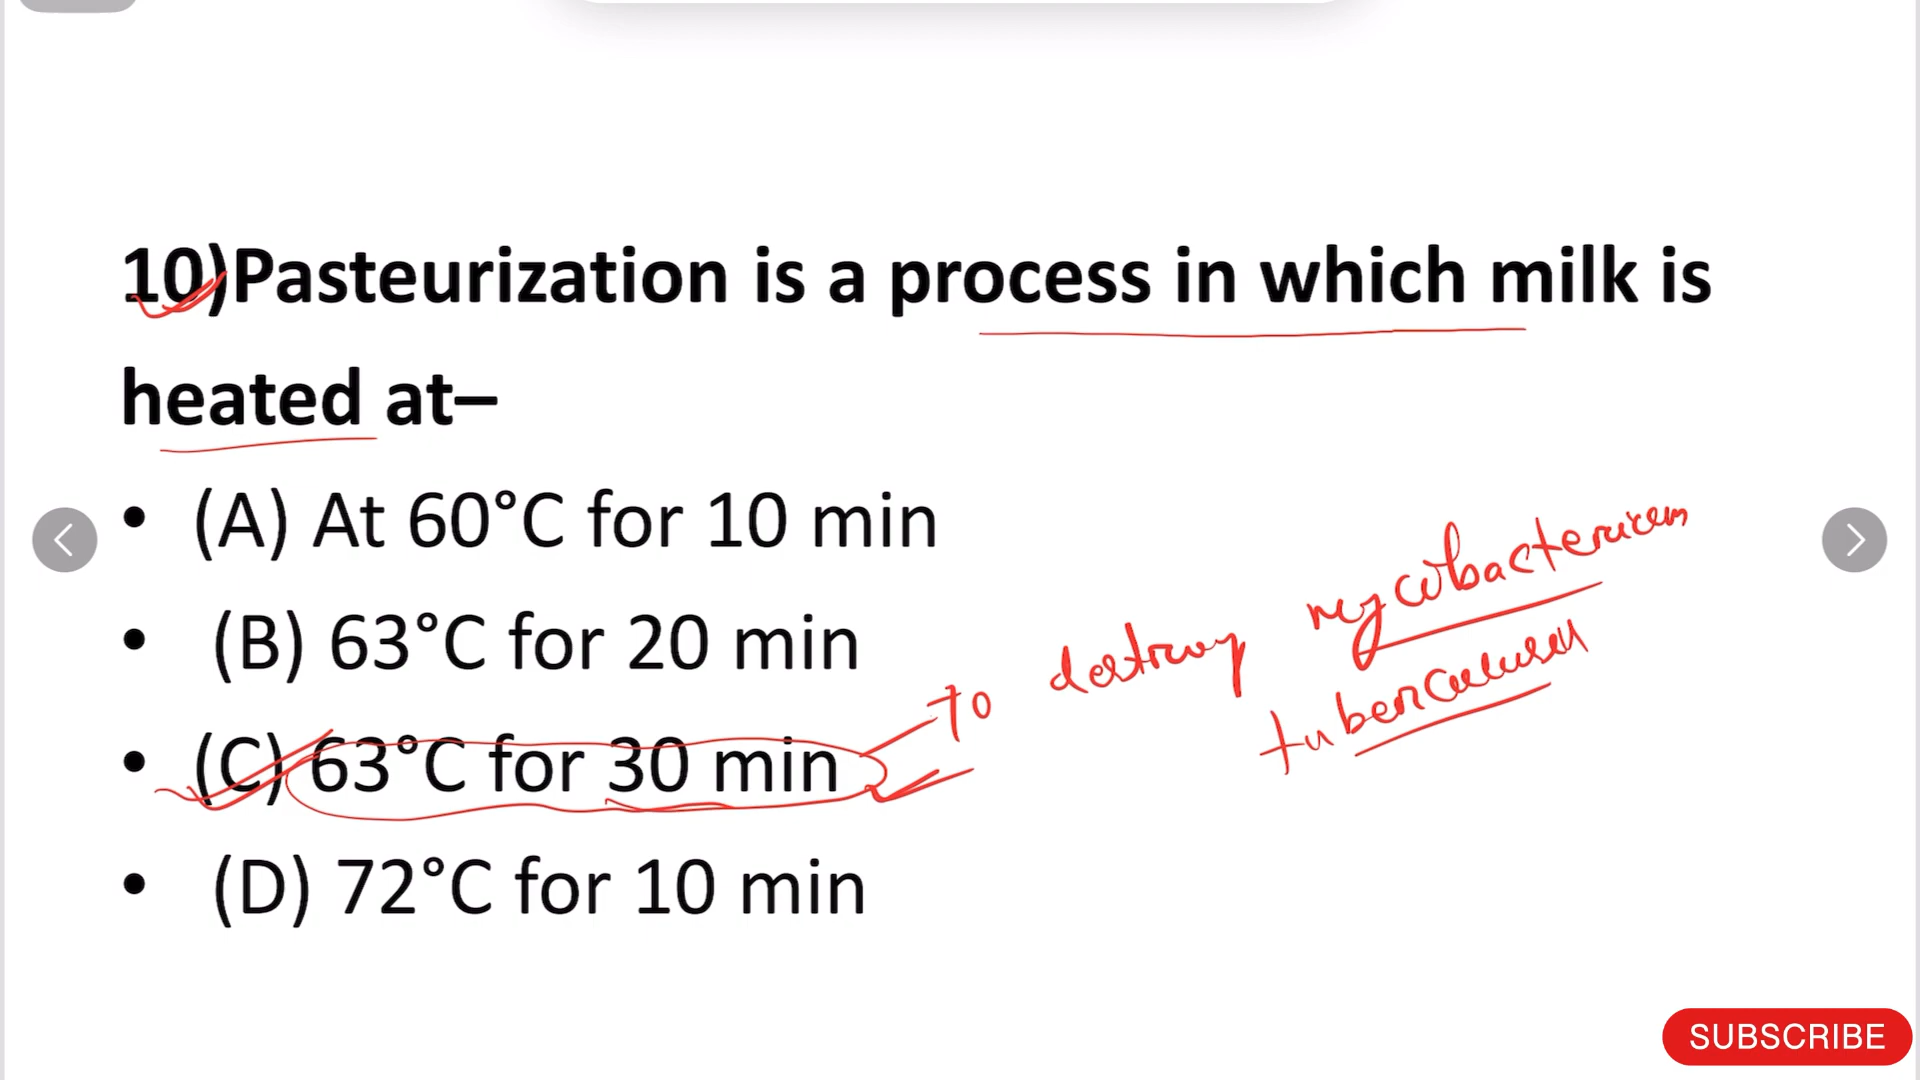 10)Pasteurization is a process in which milk is
heated at–
• (A) At 60°C for 10 min
• (B) 63°C for 20 min
• (C) 63°C for 30 min
• (D) 72°C for 10 min
To destroy mycobacterium
SUBSCRIBE